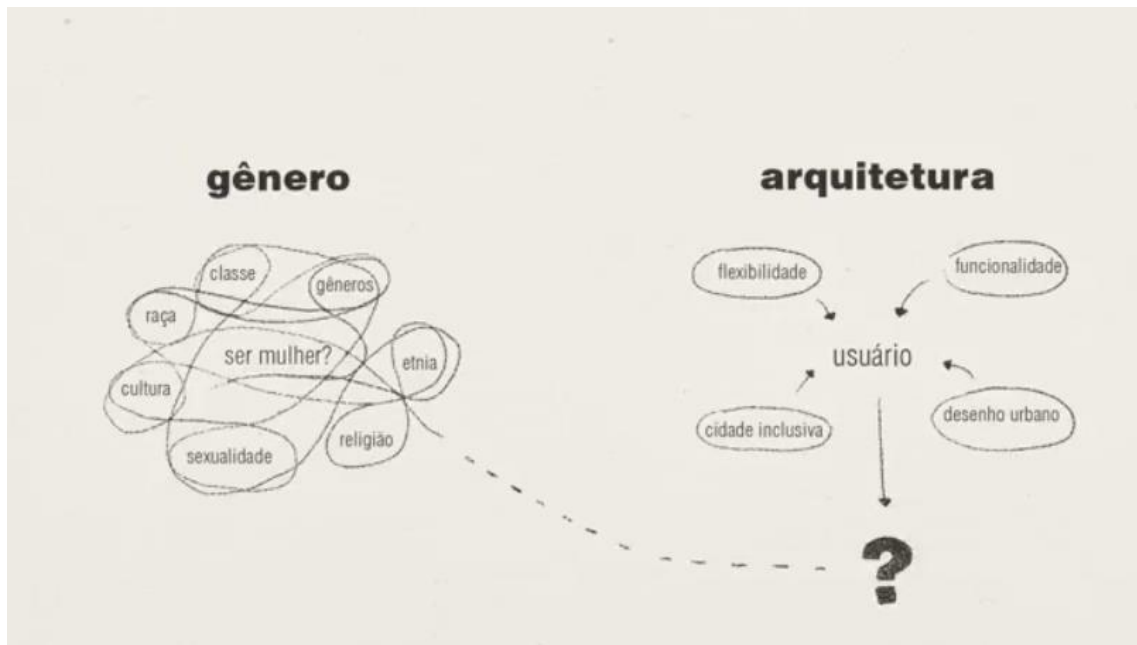 gênero
classe
gêneros
raça
ser mulher?
etnia
cultura
religião
sexualidade
arquitetura
flexibilidade
funcionalidade
usuário
cidade inclusiva
desenho urbano
?